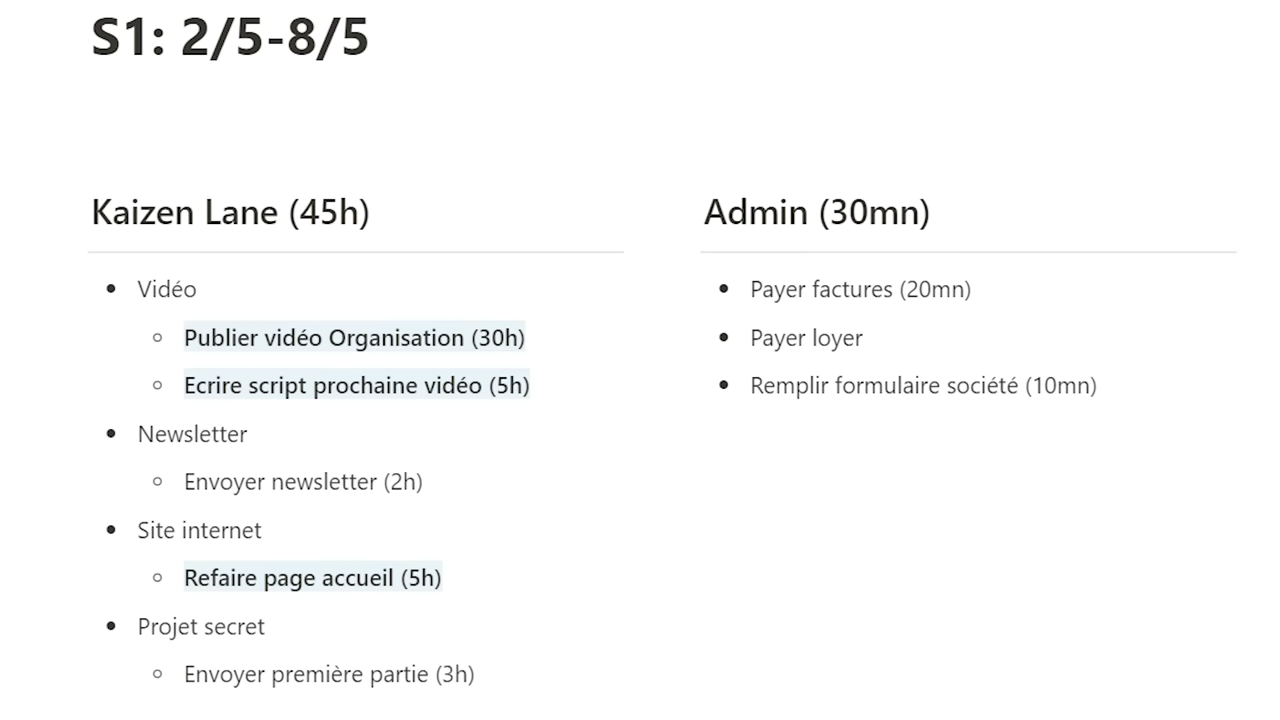 S1: 2/5-8/5
Kaizen Lane (45h)
Vidéo
Publier vidéo Organisation (30h)
Ecrire script prochaine vidéo (5h)
Newsletter
Envoyer newsletter (2h)
Site internet
Refaire page accueil (5h)
Projet secret
Envoyer première partie (3h)
Admin (30mn)
Payer factures (20mn)
Payer loyer
Remplir formulaire société (10mn)